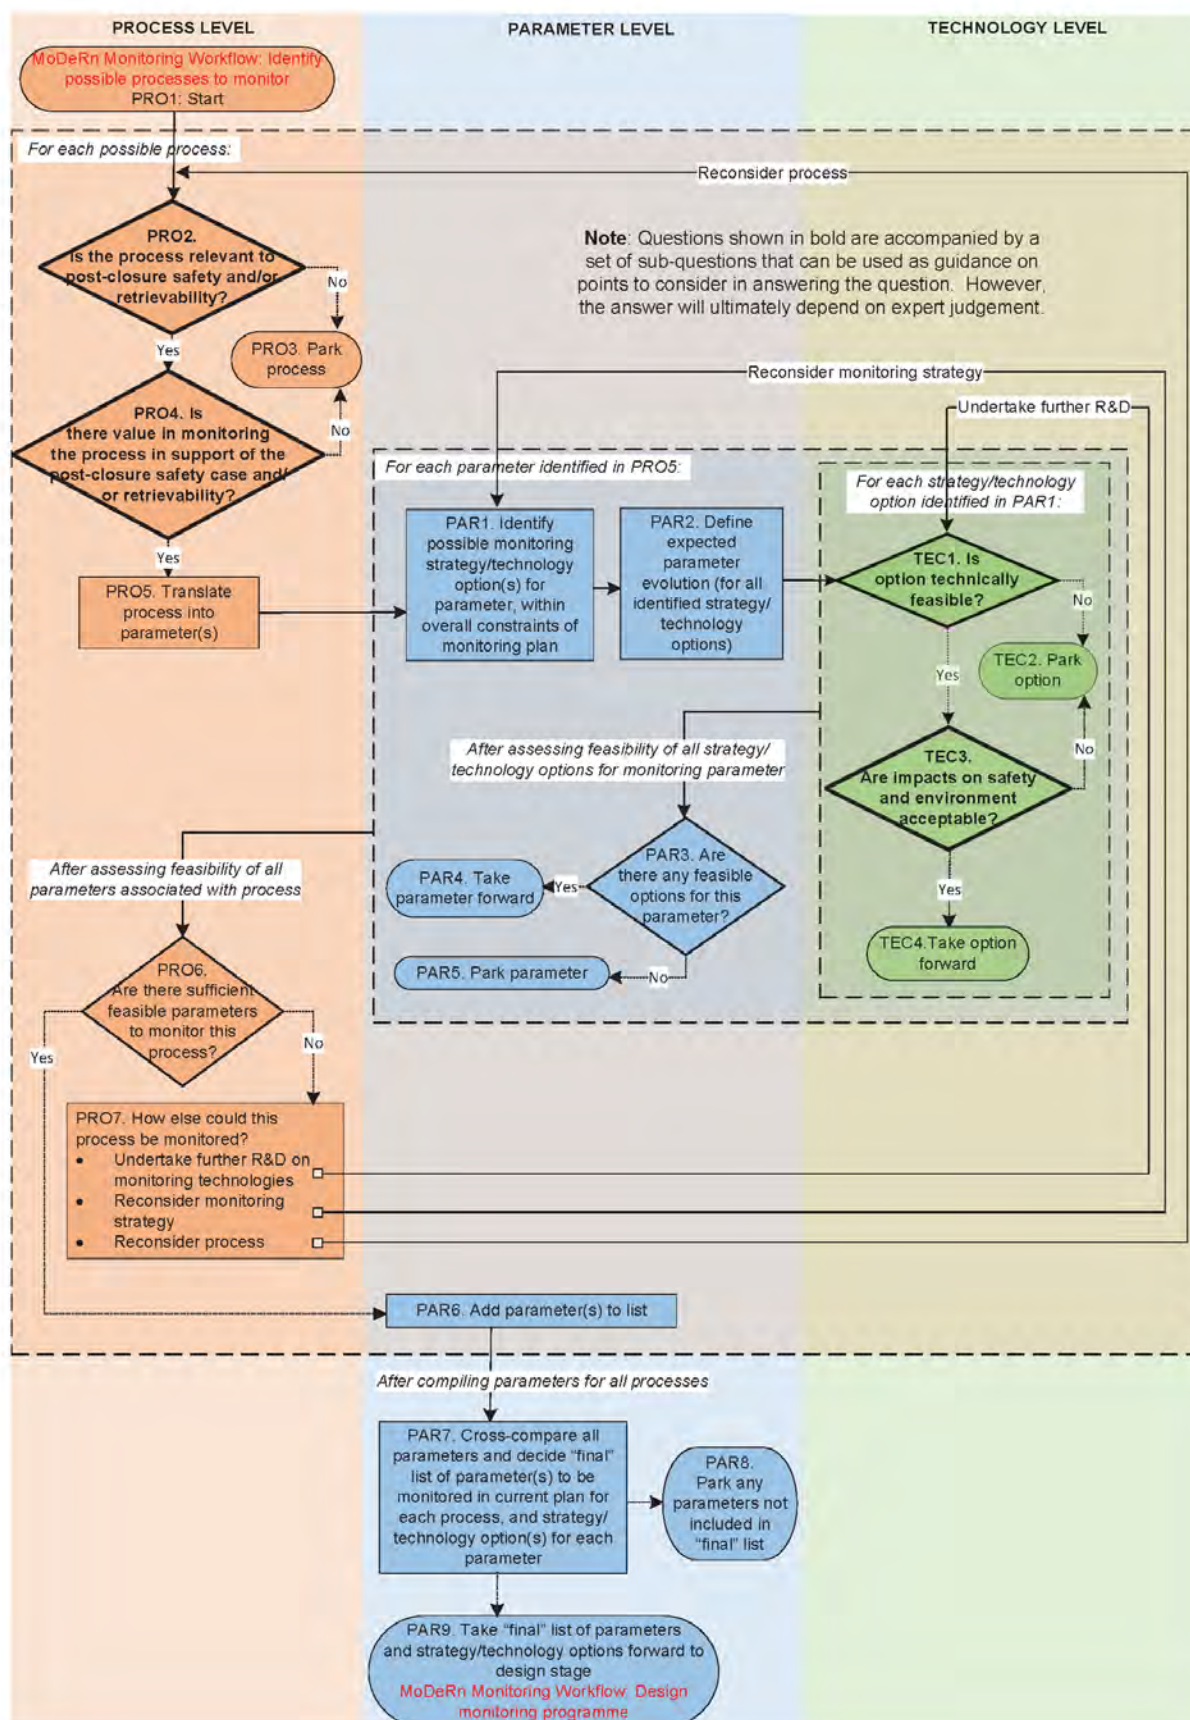 PROCESS LEVEL
PARAMETER LEVEL
TECHNOLOGY LEVEL
MoDeRn Monitoring Workflow: Identify
possible processes to monitor
PRO1: Start
For each possible process:
Reconsider process
PRO2.
Is the process relevant to
post-closure safety and/or
retrievability?
No
Yes
PRO3. Park
process
Note: Questions shown in bold are accompanied by a
set of sub-questions that can be used as guidance on
points to consider in answering the question. However,
the answer will ultimately depend on expert judgement.
PRO4. Is
there value in monitoring
the process in support of the
post-closure safety case and/
or retrievability?
No
Yes
PRO5. Translate
process into
parameter(s)
Reconsider monitoring strategy
Undertake further R&D
For each parameter identified in PRO5:
For each strategy/technology
option identified in PAR1:
PAR1. Identify
possible monitoring
strategy/technology
option(s) for
parameter, within
overall constraints of
monitoring plan
PAR2. Define
expected
parameter
evolution (for all
identified strategy/
technology
options)
TEC1. Is
option technically
feasible?
No
Yes
TEC2. Park
option
TEC3.
Are impacts on safety
and environment
acceptable?
No
Yes
TEC4.Take option
forward
After assessing feasibility of all strategy/
technology options for monitoring parameter
PAR3. Are
there any feasible
options for this
parameter?
Yes
PAR4. Take
parameter forward
No
PAR5. Park parameter
After assessing feasibility of all
parameters associated with process
PRO6.
Are there sufficient
feasible parameters
to monitor this
process?
Yes
No
PRO7. How else could this
process be monitored?
• Undertake further R&D on
monitoring technologies
• Reconsider monitoring
strategy
• Reconsider process
PAR6. Add parameter(s) to list
After compiling parameters for all processes
PAR7. Cross-compare all
parameters and decide “final”
list of parameter(s) to be
monitored in current plan for
each process, and strategy/
technology option(s) for each
parameter
PAR8.
Park any
parameters not
included in
“final” list
PAR9. Take “final” list of parameters
and strategy/technology options forward to
design stage
MoDeRn Monitoring Workflow: Design
monitoring programme